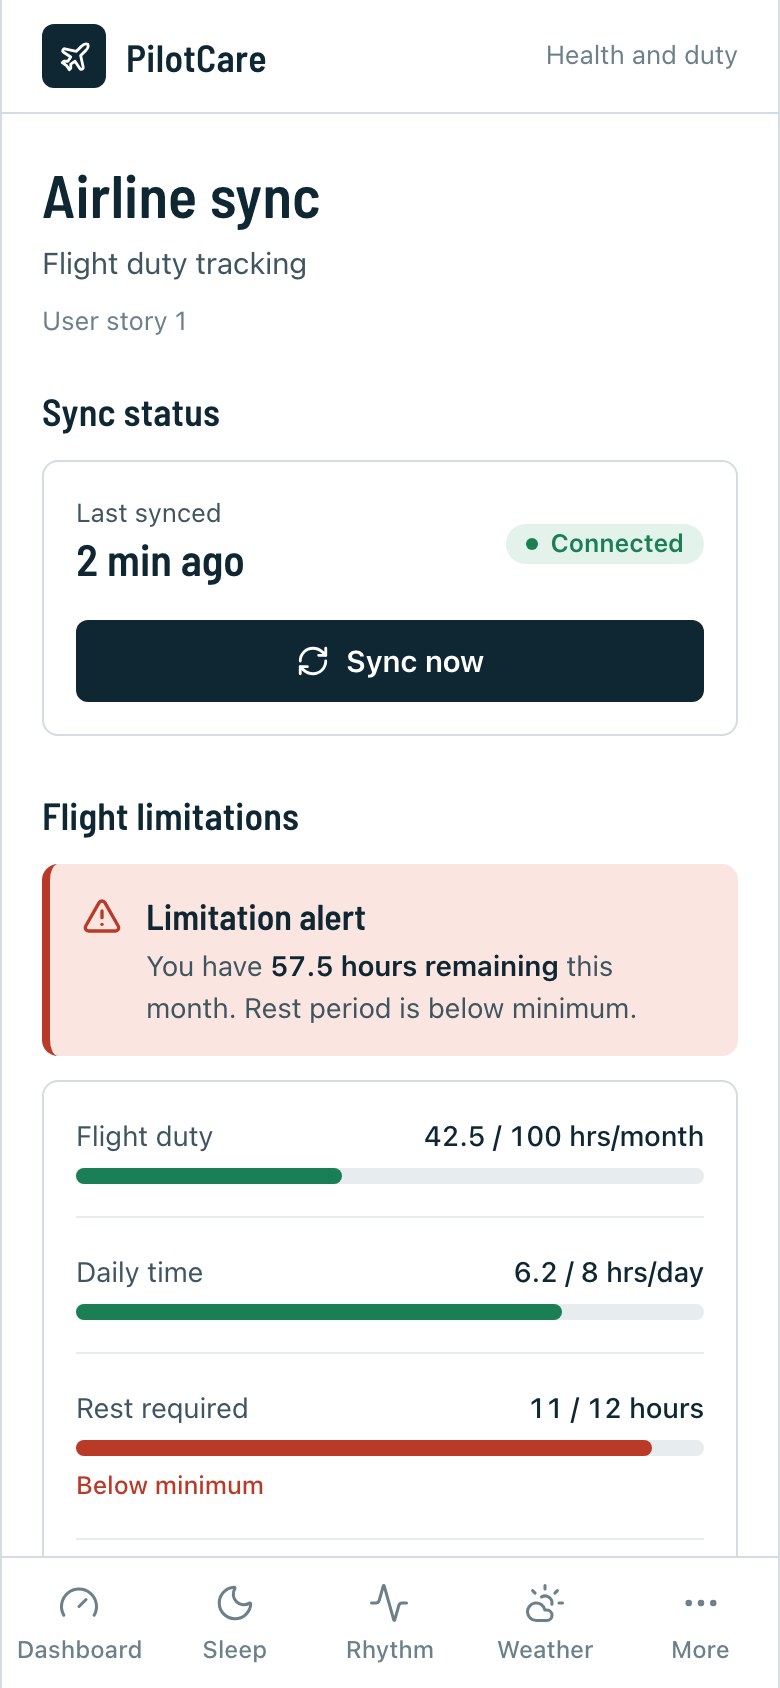 PilotCare
Health and duty
Airline sync
Flight duty tracking
User story 1
Sync status
Last synced
2 min ago
Connected
Sync now
Flight limitations
Limitation alert
You have 57.5 hours remaining this
month. Rest period is below minimum.
Flight duty
42.5 / 100 hrs/month
Daily time
6.2 / 8 hrs/day
Rest required
11 / 12 hours
Below minimum
Dashboard
Sleep
Rhythm
Weather
More